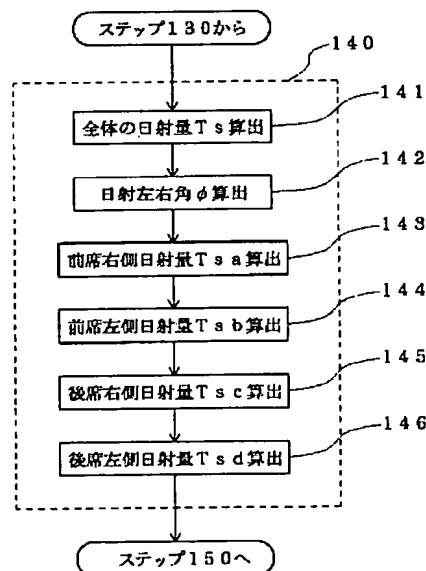 ステップ130から
140
141
全体の日射量Ts算出
142
日射左右角φ算出
143
前席右側日射量Tsa算出
144
前席左側日射量Tsb算出
145
後席右側日射量Tsc算出
146
後席左側日射量Tsd算出
ステップ150へ